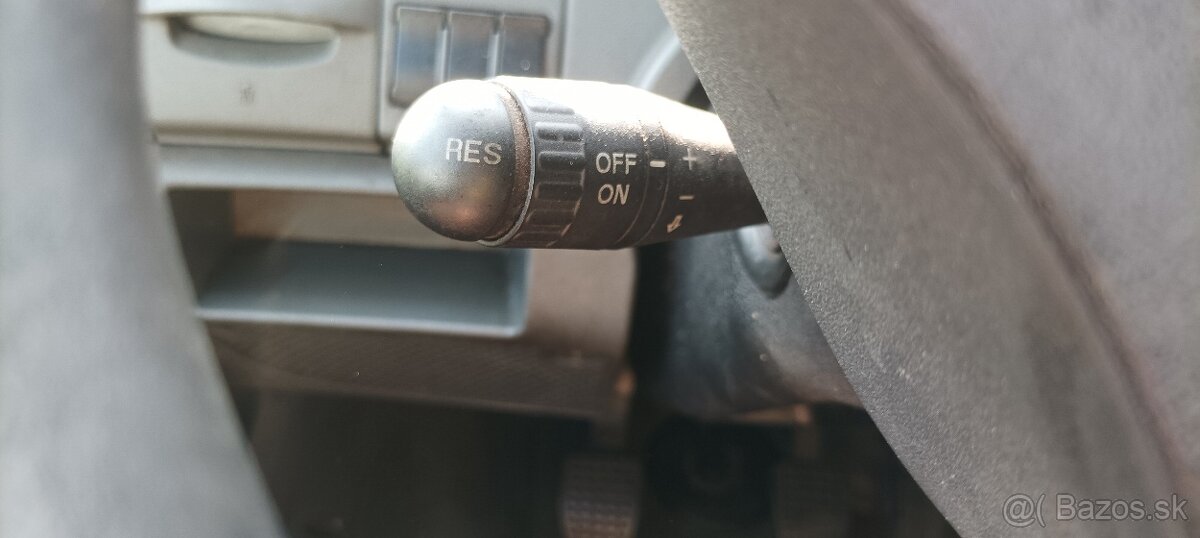 RES
OFF - +
ON -
@( Bazos.sk